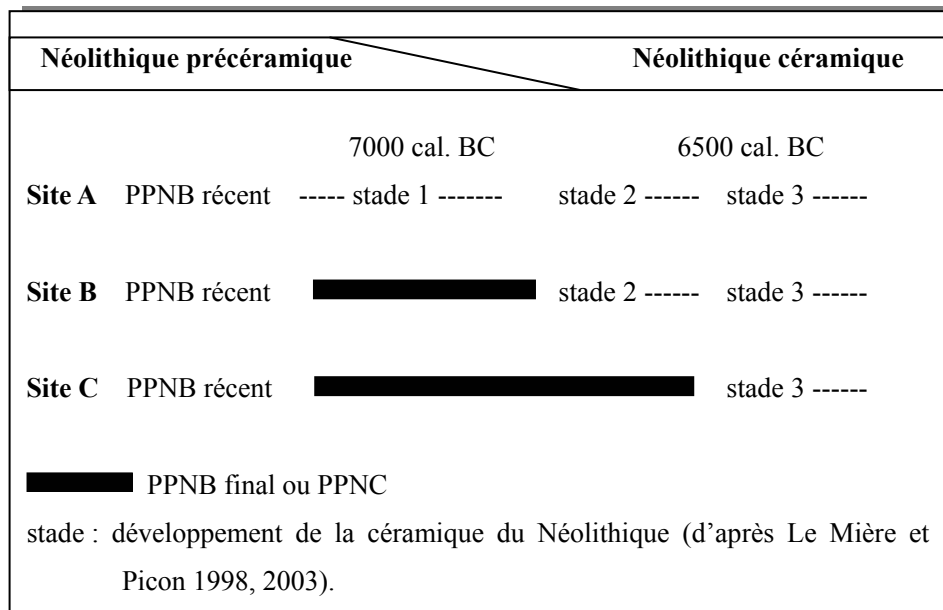 Néolithique précéramique Néolithique céramique
7000 cal. BC 6500 cal. BC
Site A PPNB récent ----- stade 1 ------- stade 2 ------ stade 3 ------
Site B PPNB récent stade 2 ------ stade 3 ------
Site C PPNB récent stade 3 ------
PPNB final ou PPNC
stade : développement de la céramique du Néolithique (d’après Le Mière et
Picon 1998, 2003).